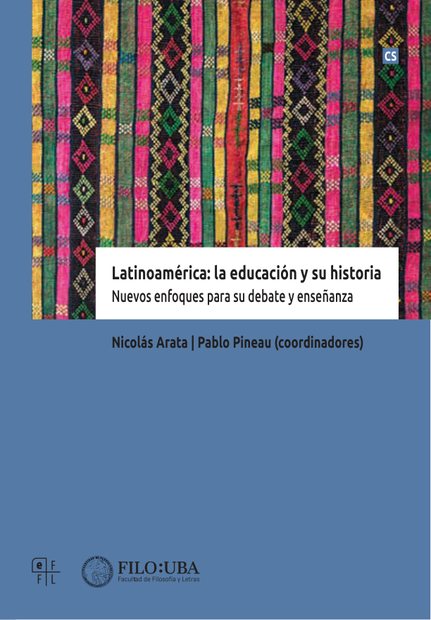 CS
Latinoamérica: la educación y su historia
Nuevos enfoques para su debate y enseñanza
Nicolás Arata | Pablo Pineau (coordinadores)
e F
F L
FILO:UBA
Facultad de Filosofía y Letras